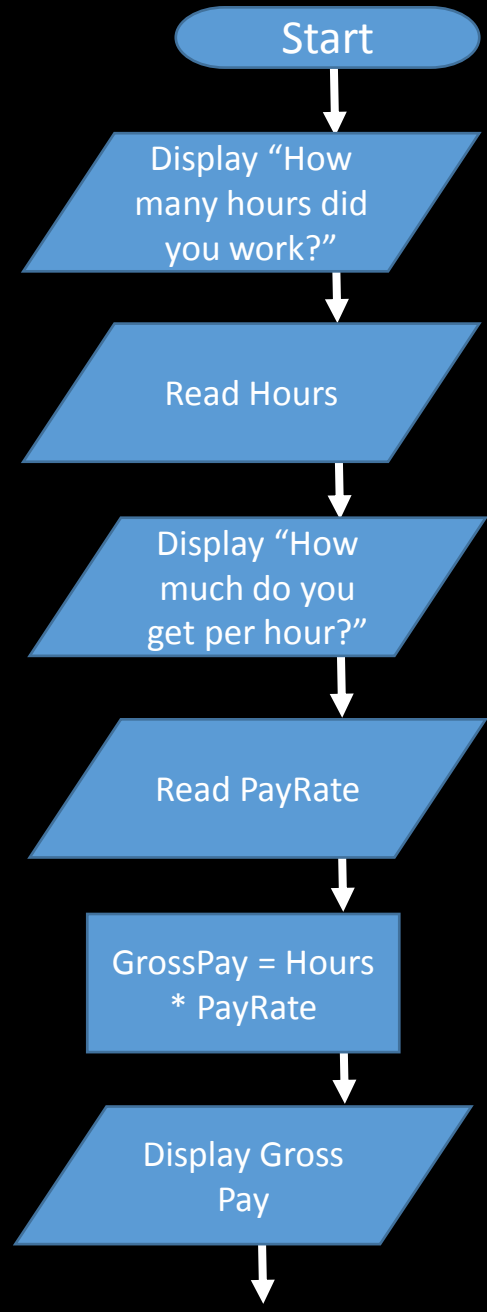 Start
Display “How
many hours did
you work?”
Read Hours
Display “How
much do you
get per hour?”
Read PayRate
GrossPay = Hours
* PayRate
Display Gross
Pay